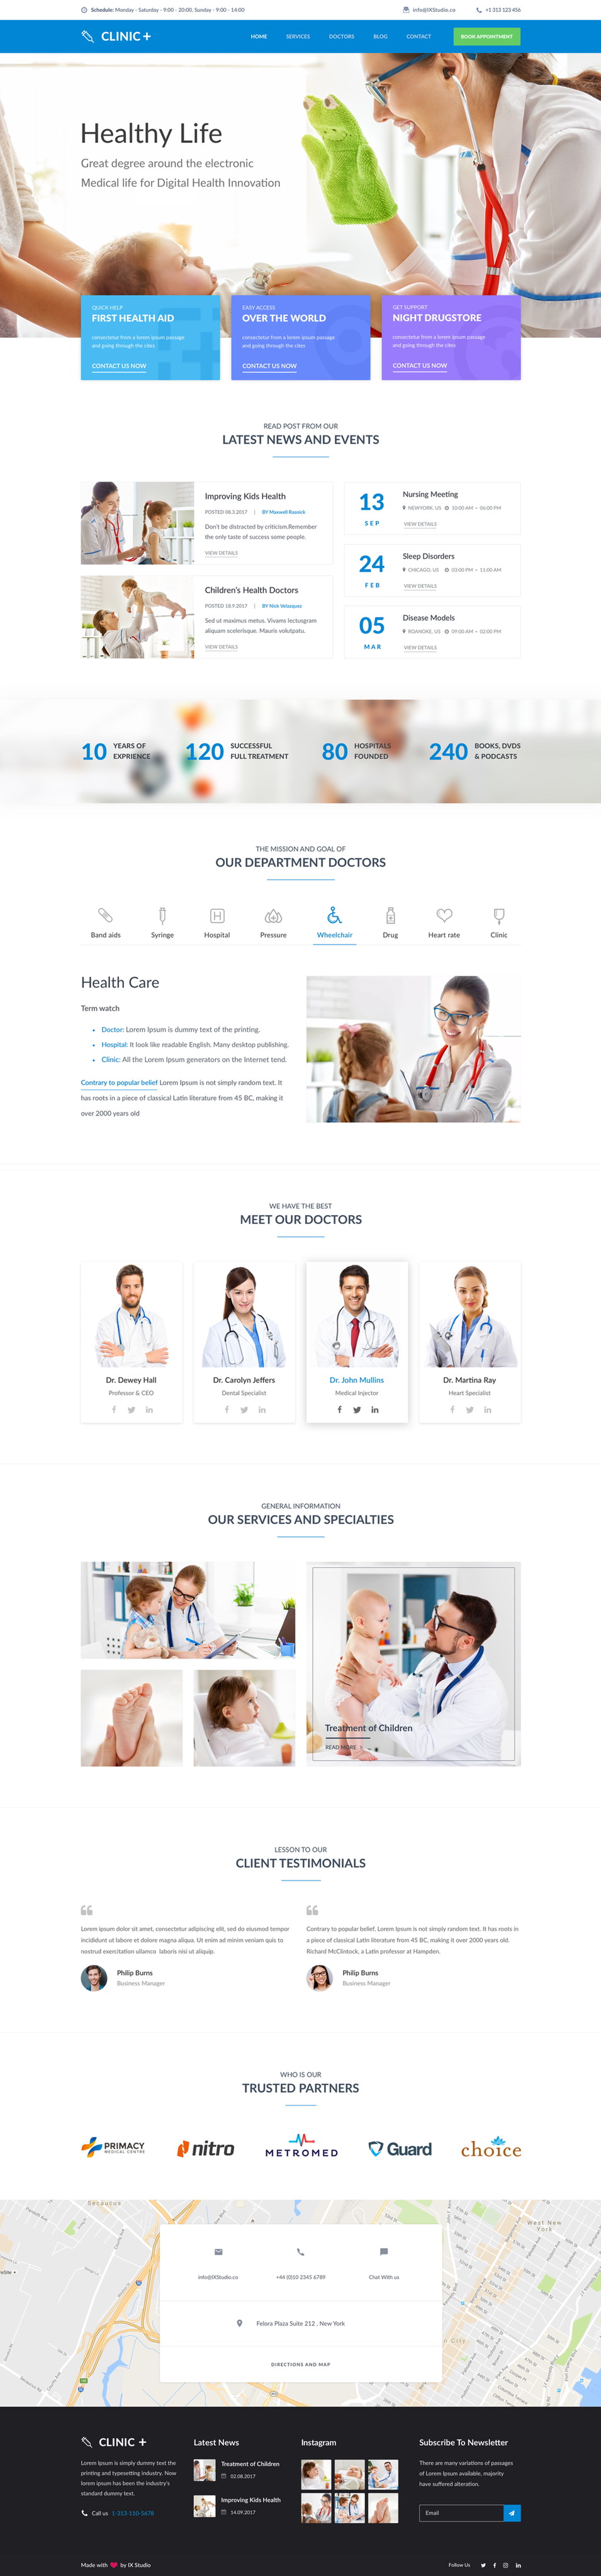 Schedule: Monday - Saturday - 9:00 - 20:00, Sunday - 9:00 - 14:00
info@IXStudio.co
+1 313 123 456
CLINIC +
HOME
SERVICES
DOCTORS
BLOG
CONTACT
BOOK APPOINTMENT
Healthy Life
Great degree around the electronic
Medical life for Digital Health Innovation
QUICK HELP
FIRST HEALTH AID
consectetur from a lorem ipsum passage
and going through the cites
CONTACT US NOW
EASY ACCESS
OVER THE WORLD
consectetur from a lorem ipsum passage
and going through the cites
CONTACT US NOW
GET SUPPORT
NIGHT DRUGSTORE
consectetur from a lorem ipsum passage
and going through the cites
CONTACT US NOW
READ POST FROM OUR
LATEST NEWS AND EVENTS
Improving Kids Health
POSTED 08.3.2017 | BY Maxwell Resnick
Don't be distracted by criticism.Remember
the only taste of success some people.
VIEW DETAILS
Children's Health Doctors
POSTED 18.9.2017 | BY Nick Velazquez
Sed ut maximus metus. Vivams lectusgram
aliquam scelerisque. Mauris volutpatu.
VIEW DETAILS
13
SEP
Nursing Meeting
NEWYORK, US 10:00 AM - 06:00 PM
VIEW DETAILS
24
FEB
Sleep Disorders
CHICAGO, US 03:00 PM - 11:00 AM
VIEW DETAILS
05
MAR
Disease Models
ROANOKE, US 09:00 AM - 02:00 PM
VIEW DETAILS
10
YEARS OF
EXPRIENCE
120
SUCCESSFUL
FULL TREATMENT
80
HOSPITALS
FOUNDED
240
BOOKS, DVDS
& PODCASTS
THE MISSION AND GOAL OF
OUR DEPARTMENT DOCTORS
Band aids
Syringe
Hospital
Pressure
Wheelchair
Drug
Heart rate
Clinic
Health Care
Term watch
Doctor: Lorem Ipsum is dummy text of the printing.
Hospital: It look like readable English. Many desktop publishing.
Clinic: All the Lorem Ipsum generators on the Internet tend.
Contrary to popular belief Lorem Ipsum is not simply random text. It
has roots in a piece of classical Latin literature from 45 BC, making it
over 2000 years old
WE HAVE THE BEST
MEET OUR DOCTORS
Dr. Dewey Hall
Professor & CEO
Dr. Carolyn Jeffers
Dental Specialist
Dr. John Mullins
Medical Injector
Dr. Martina Ray
Heart Specialist
GENERAL INFORMATION
OUR SERVICES AND SPECIALTIES
Treatment of Children
READ MORE
LESSON TO OUR
CLIENT TESTIMONIALS
Lorem ipsum dolor sit amet, consectetur adipiscing elit, sed do eiusmod tempor
incididunt ut labore et dolore magna aliqua. Ut enim ad minim veniam quis to
nostrud exercitation ullamco laboris nisi ut aliquip.
Philip Burns
Business Manager
Contrary to popular belief, Lorem Ipsum is not simply random text. It has roots in
a piece of classical Latin literature from 45 BC, making it over 2000 years old.
Richard McClintock, a Latin professor at Hampden.
Philip Burns
Business Manager
WHO IS OUR
TRUSTED PARTNERS
PRIMACY
MEDICAL CENTRE
nitro
METROMED
Guard
choice
Secaucus
West New
York
info@IXStudio.co
+44 (0)10 2345 6789
Chat With us
Felora Plaza Suite 212 , New York
DIRECTIONS AND MAP
CLINIC +
Lorem Ipsum is simply dummy text the
printing and typesetting industry. Now
lorem ipsum has been the industry's
standard dummy text.
Call us 1-313-110-5678
Latest News
Treatment of Children
02.08.2017
Improving Kids Health
14.09.2017
Instagram
Subscribe To Newsletter
There are many variations of passages
of Lorem Ipsum available, majority
have suffered alteration.
Email
Made with by IX Studio
Follow Us